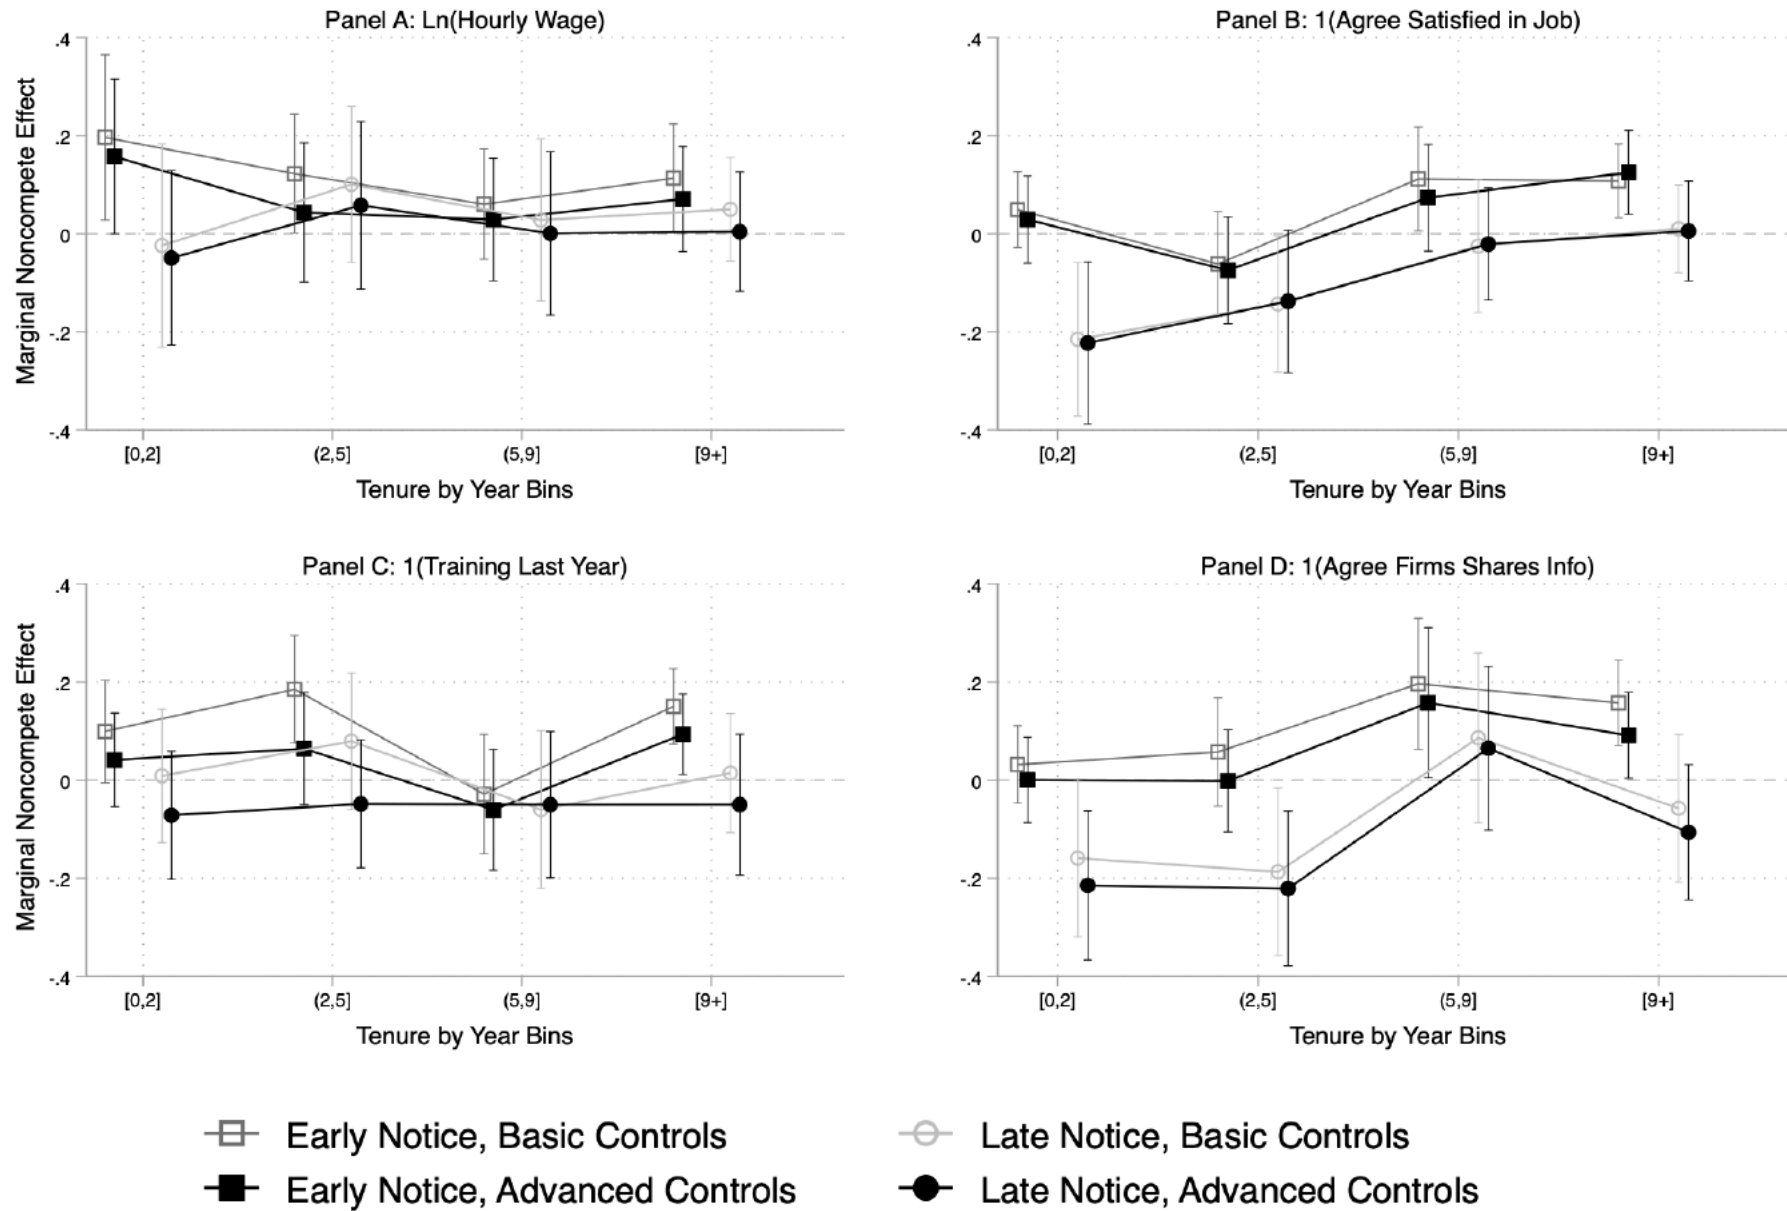 Panel A: Ln(Hourly Wage)
.4
.2
0
-.2
-.4
Marginal Noncompete Effect
[0,2]
(2,5]
(5,9]
[9+]
Tenure by Year Bins
Panel B: 1(Agree Satisfied in Job)
.4
.2
0
-.2
-.4
[0,2]
(2,5]
(5,9]
[9+]
Tenure by Year Bins
Panel C: 1(Training Last Year)
.4
.2
0
-.2
-.4
Marginal Noncompete Effect
[0,2]
(2,5]
(5,9]
[9+]
Tenure by Year Bins
Panel D: 1(Agree Firms Shares Info)
.4
.2
0
-.2
-.4
[0,2]
(2,5]
(5,9]
[9+]
Tenure by Year Bins
Early Notice, Basic Controls
Late Notice, Basic Controls
Early Notice, Advanced Controls
Late Notice, Advanced Controls